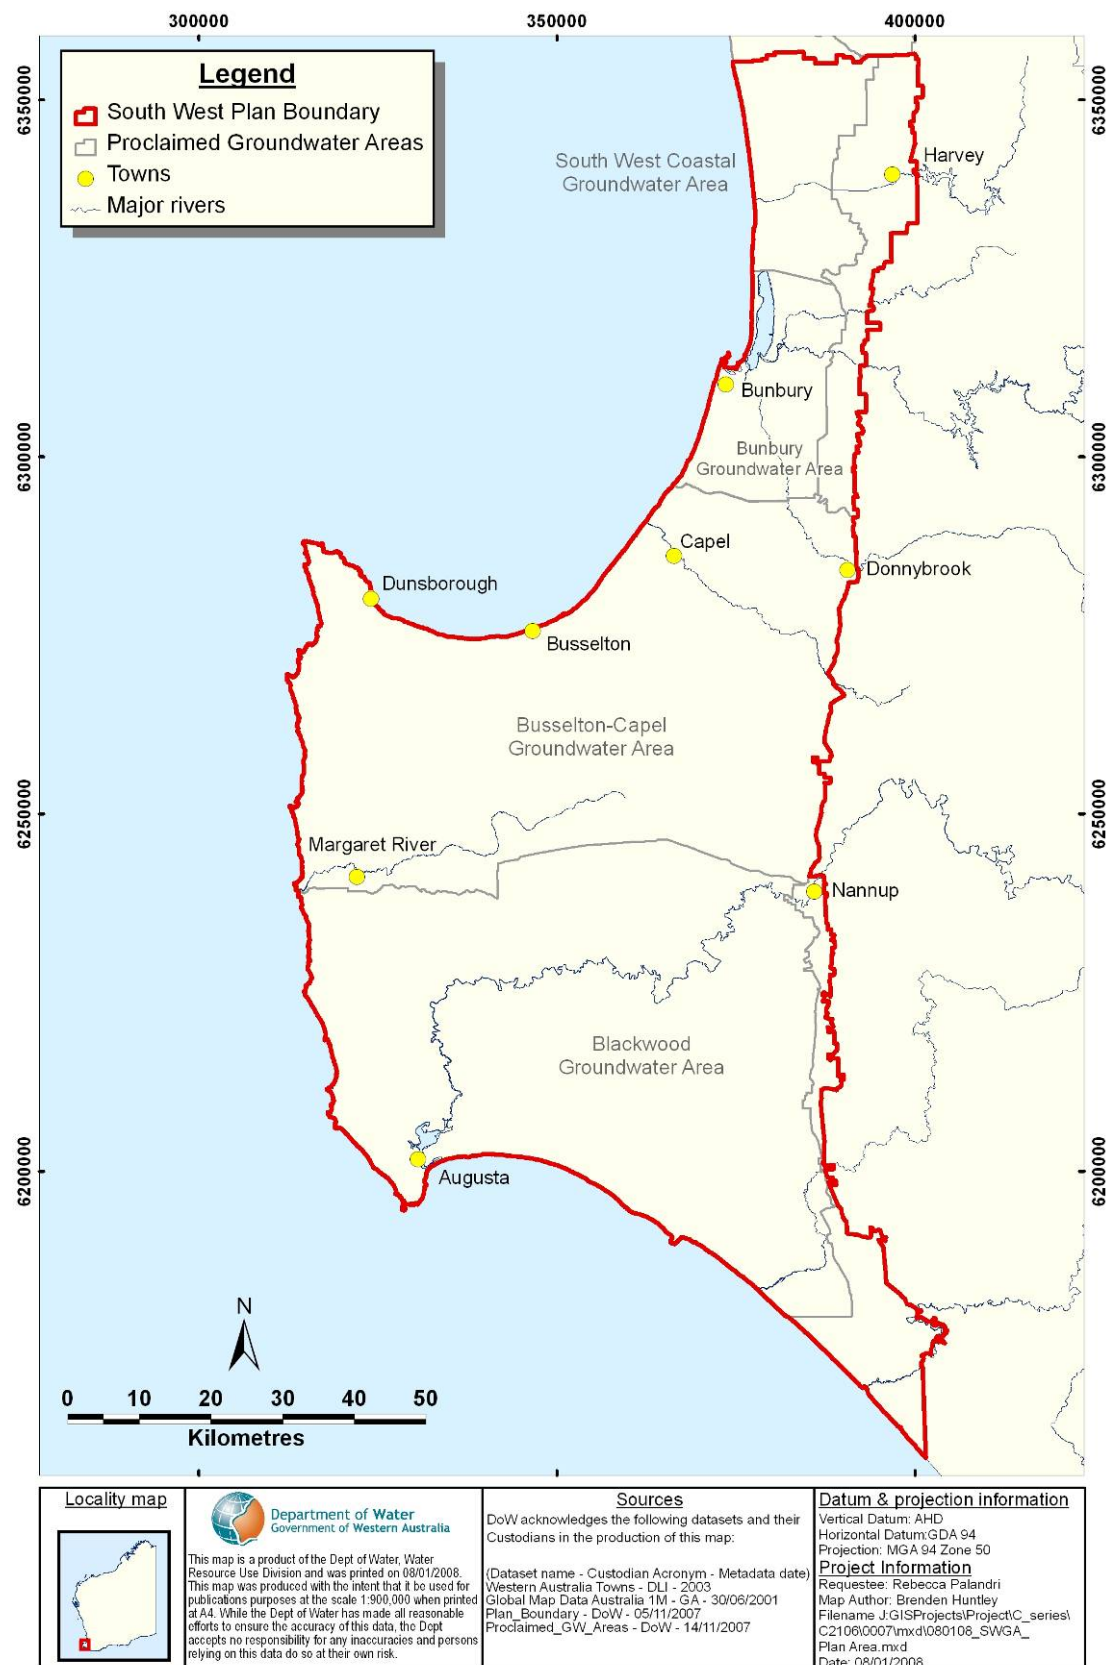 300000
350000
400000
6350000
6350000
6300000
6300000
6250000
6250000
6200000
6200000
Legend
South West Plan Boundary
Proclaimed Groundwater Areas
Towns
Major rivers
South West Coastal
Groundwater Area
Harvey
Bunbury
Bunbury
Groundwater Area
Capel
Donnybrook
Dunsborough
Busselton
Busselton-Capel
Groundwater Area
Margaret River
Nannup
Blackwood
Groundwater Area
Augusta
N
0 10 20 30 40 50
Kilometres
300000
350000
400000
Locality map
Department of Water
Government of Western Australia
This map is a product of the Dept of Water, Water
Resource Use Division and was printed on 08/01/2008.
This map was produced with the intent that it be used for
publications purposes at the scale 1:900,000 when printed
at A4. While the Dept of Water has made all reasonable
efforts to ensure the accuracy of this data, the Dept
accepts no responsibility for any inaccuracies and persons
relying on this data do so at their own risk.
Sources
DoW acknowledges the following datasets and their
Custodians in the production of this map:
(Dataset name - Custodian Acronym - Metadata date)
Western Australia Towns - DLI - 2003
Global Map Data Australia 1M - GA - 30/06/2001
Plan_Boundary - DoW - 05/11/2007
Proclaimed_GW_Areas - DoW - 14/11/2007
Datum & projection information
Vertical Datum: AHD
Horizontal Datum:GDA 94
Projection: MGA 94 Zone 50
Project Information
Requestee: Rebecca Palandri
Map Author: Brenden Huntley
Filename J:GISProjects\Project\C_series\
C2106\0007\mxd\080108_SWGA_
Plan Area.mxd
Date: 08/01/2008